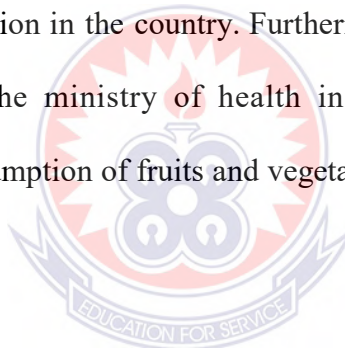 ion in the country. Further
he ministry of health in
mption of fruits and vegeta
EDUCATION FOR SERVICE